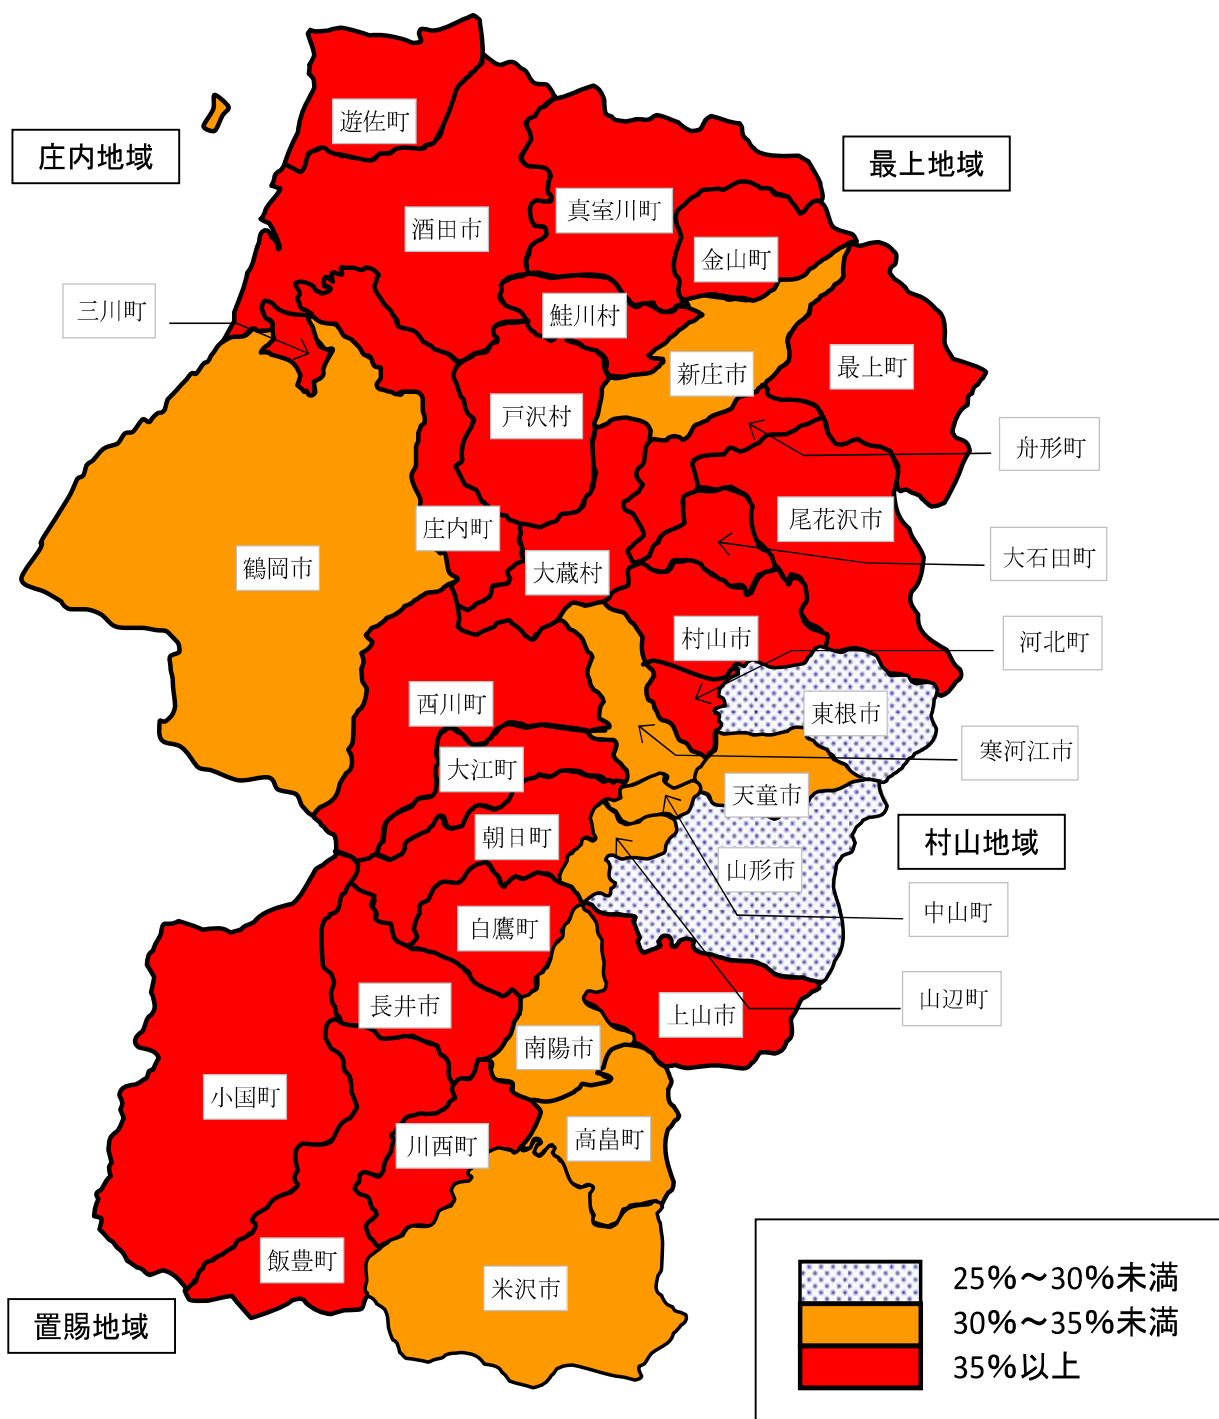 遊佐町
庄内地域
最上地域
酒田市
真室川町
金山町
三川町
鮭川村
新庄市
最上町
戸沢村
舟形町
庄内町
尾花沢市
大石田町
鶴岡市
大蔵村
村山市
河北町
西川町
東根市
大江町
寒河江市
天童市
朝日町
村山地域
山形市
中山町
白鷹町
長井市
上山市
山辺町
南陽市
小国町
川西町
高畠町
飯豊町
米沢市
置賜地域
25%～30%未満
30%～35%未満
35%以上